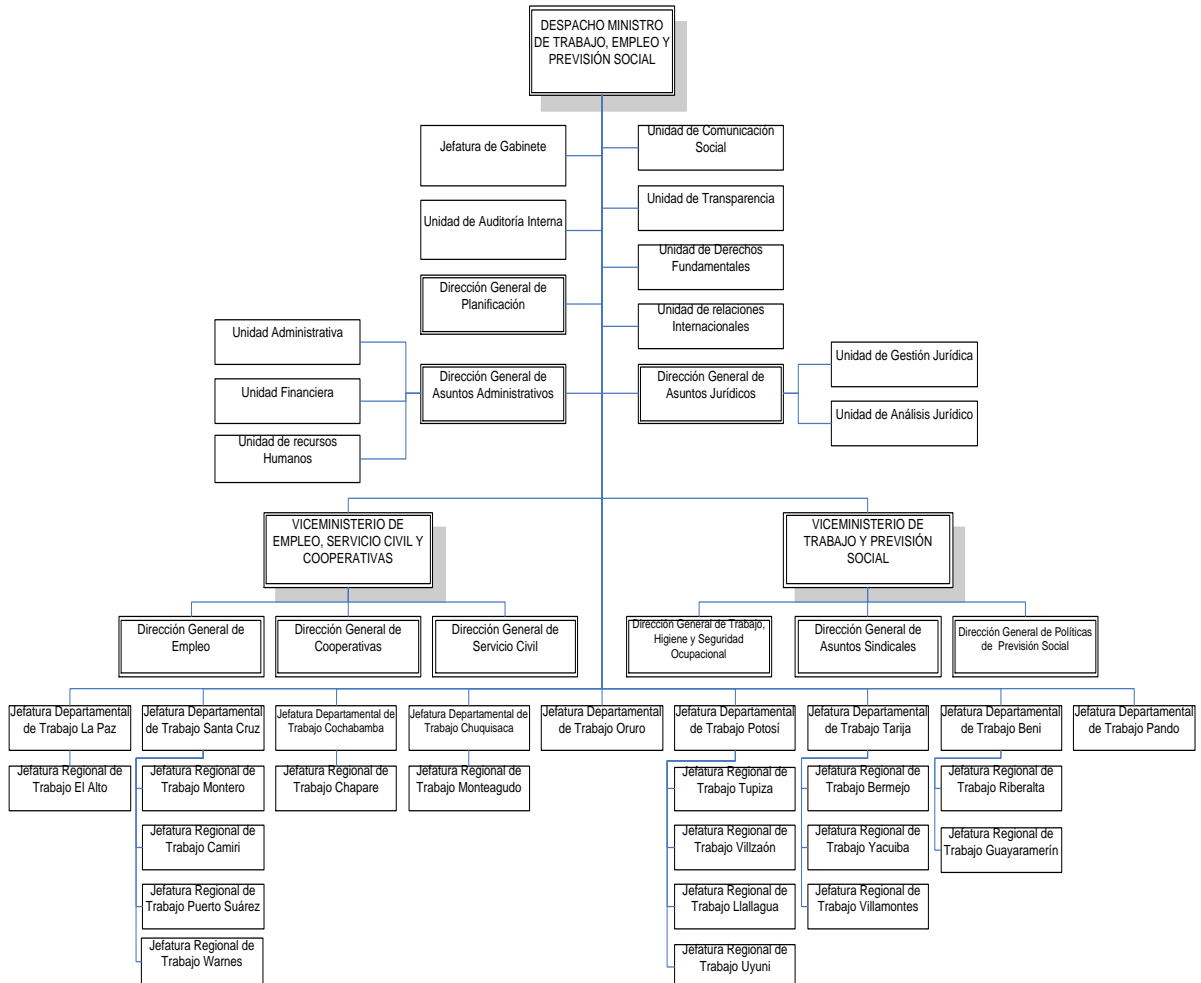 DESPACHO MINISTRO
DE TRABAJO, EMPLEO Y
PREVISIÓN SOCIAL
Jefatura de Gabinete
Unidad de Comunicación
Social
Unidad de Auditoría Interna
Unidad de Transparencia
Unidad de Derechos
Fundamentales
Dirección General de
Planificación
Unidad de relaciones
Internacionales
Unidad Administrativa
Unidad Financiera
Unidad de recursos
Humanos
Dirección General de
Asuntos Administrativos
Dirección General de
Asuntos Jurídicos
Unidad de Gestión Jurídica
Unidad de Análisis Jurídico
VICEMINISTERIO DE
EMPLEO, SERVICIO CIVIL Y
COOPERATIVAS
VICEMINISTERIO DE
TRABAJO Y PREVISIÓN
SOCIAL
Dirección General de
Empleo
Dirección General de
Cooperativas
Dirección General de
Servicio Civil
Dirección General de Trabajo,
Higiene y Seguridad
Ocupacional
Dirección General de
Asuntos Sindicales
Dirección General de Políticas
de Previsión Social
Jefatura Departamental
de Trabajo La Paz
Jefatura Departamental
de Trabajo Santa Cruz
Jefatura Departamental de
Trabajo Cochabamba
Jefatura Departamental de
Trabajo Chuquisaca
Jefatura Departamental
de Trabajo Oruro
Jefatura Departamental
de Trabajo Potosí
Jefatura Departamental
de Trabajo Tarija
Jefatura Departamental
de Trabajo Beni
Jefatura Departamental
de Trabajo Pando
Jefatura Regional de
Trabajo El Alto
Jefatura Regional de
Trabajo Montero
Jefatura Regional de
Trabajo Chapare
Jefatura Regional de
Trabajo Monteagudo
Jefatura Regional de
Trabajo Tupiza
Jefatura Regional de
Trabajo Bermejo
Jefatura Regional de
Trabajo Riberalta
Jefatura Regional de
Trabajo Camiri
Jefatura Regional de
Trabajo Villzaón
Jefatura Regional de
Trabajo Yacuiba
Jefatura Regional de
Trabajo Guayaramerín
Jefatura Regional de
Trabajo Puerto Suárez
Jefatura Regional de
Trabajo Llallagua
Jefatura Regional de
Trabajo Villamontes
Jefatura Regional de
Trabajo Warnes
Jefatura Regional de
Trabajo Uyuni